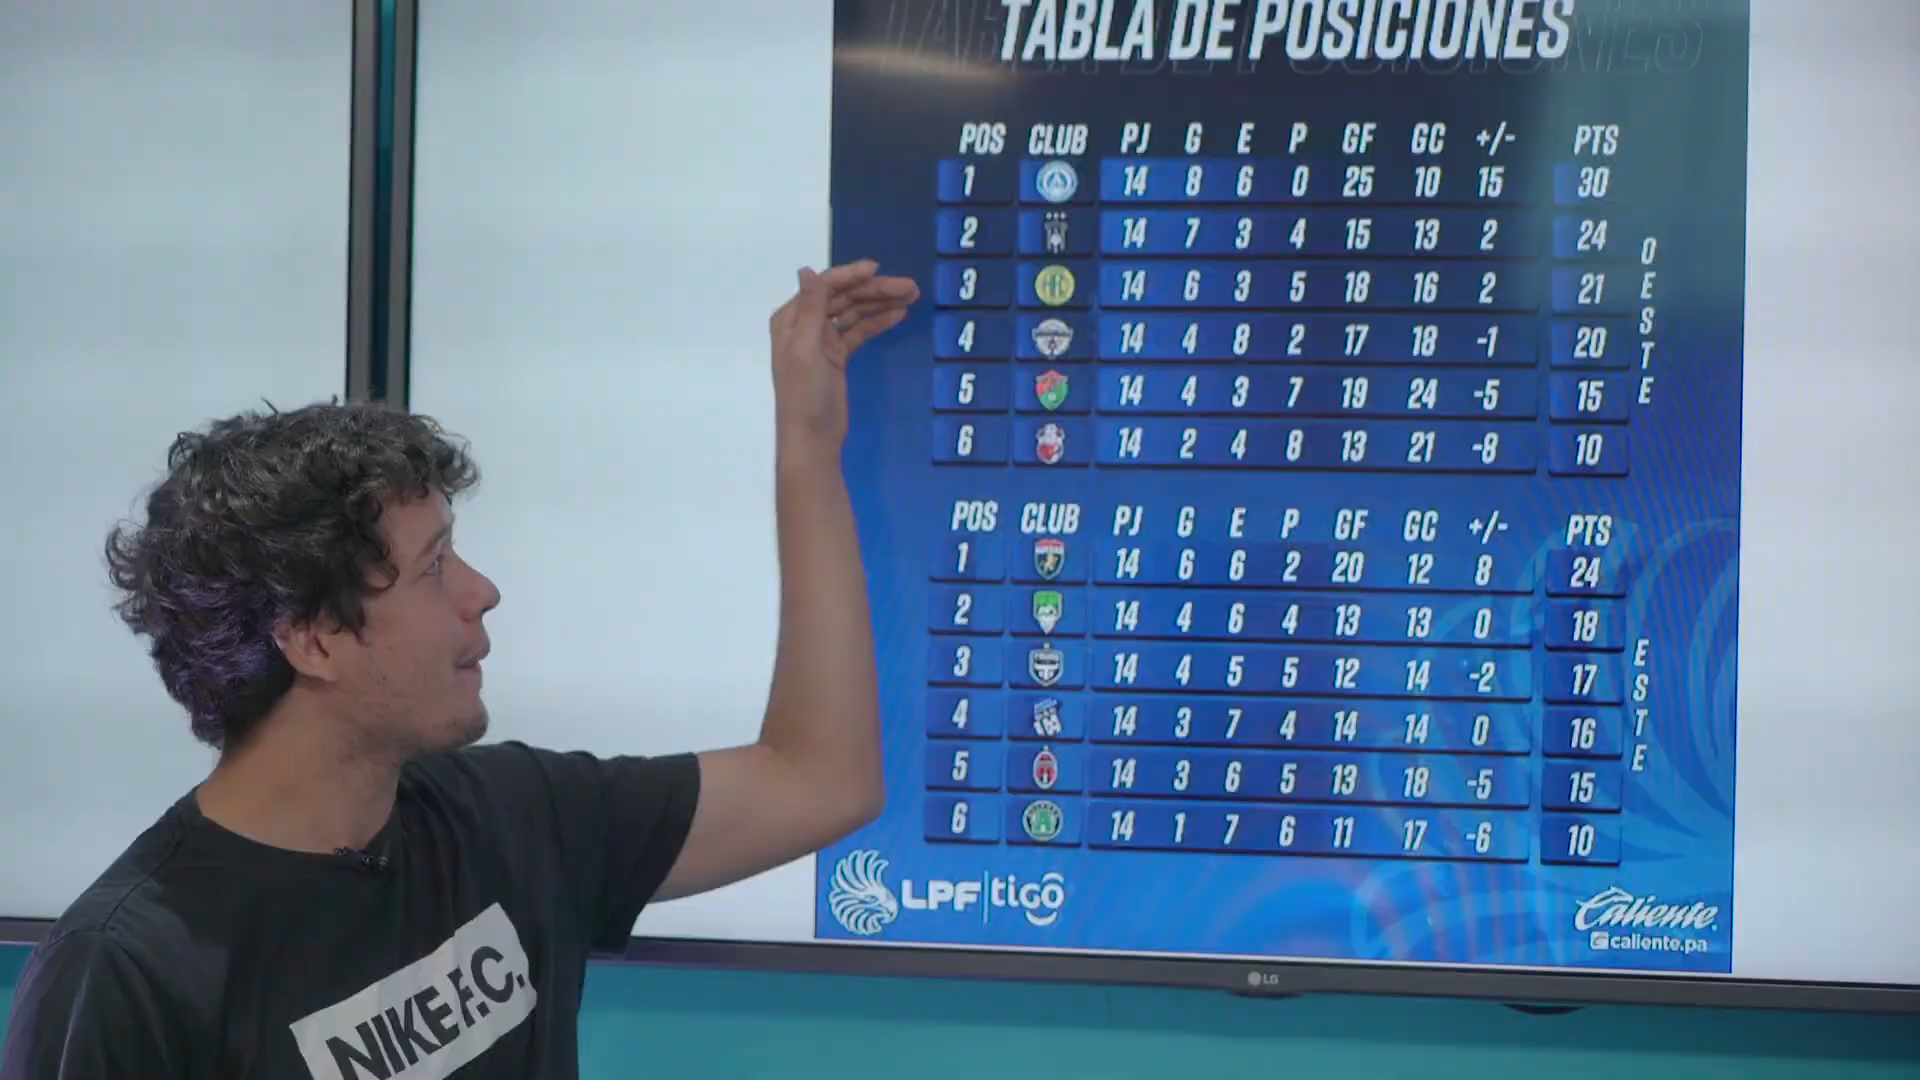 TABLA DE POSICIONES
POS CLUB PJ G E P GF GC +/- PTS
1 14 8 6 0 25 10 15 30
2 14 7 3 4 15 13 2 24
3 14 6 3 5 18 16 2 21
4 14 4 8 2 17 18 -1 20
5 14 4 3 7 19 24 -5 15
6 14 2 4 8 13 21 -8 10
OESTE
POS CLUB PJ G E P GF GC +/- PTS
1 14 6 6 2 20 12 8 24
2 14 4 6 4 13 13 0 18
3 14 4 5 5 12 14 -2 17
4 14 3 7 4 14 14 0 16
5 14 3 6 5 13 18 -5 15
6 14 1 7 6 11 17 -6 10
ESTE
LPF tigo
Caliente.
caliente.pa
LG
NIKE F.C.